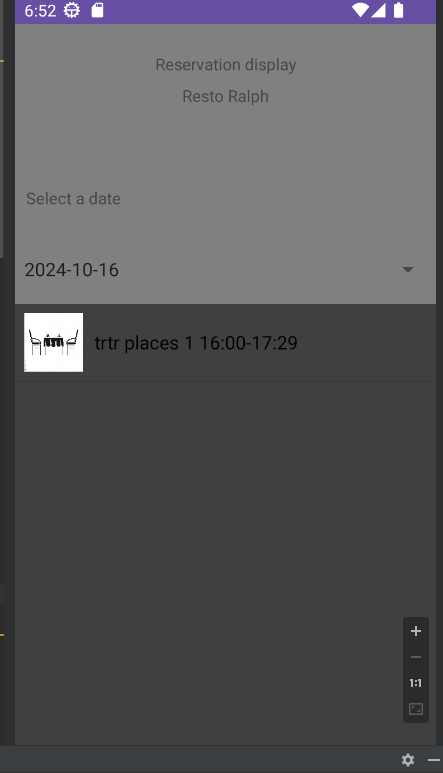 6:52
Reservation display
Resto Ralph
Select a date
2024-10-16
trtr places 1 16:00-17:29
1:1